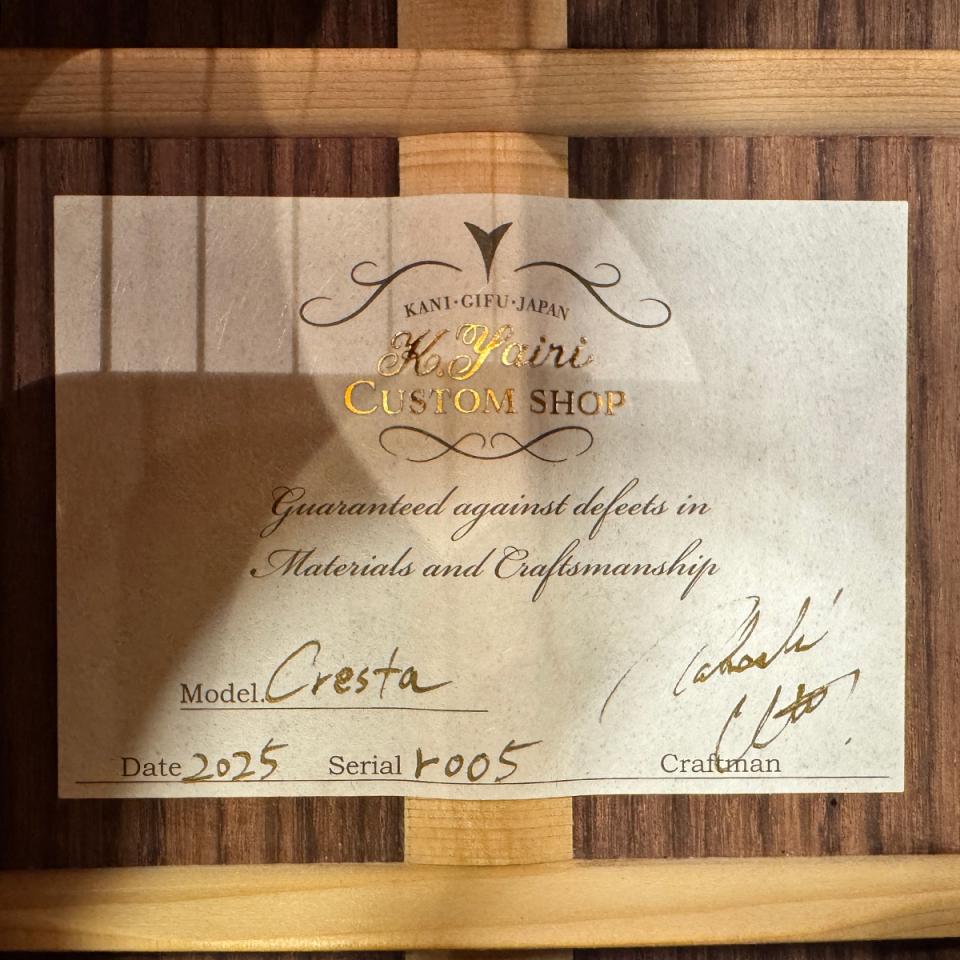 KANI·GIFU·JAPAN
K.Yairi
CUSTOM SHOP
Guaranteed against defects in
Materials and Craftsmanship
Model. Cresta
Date 2025 Serial r005
Craftman